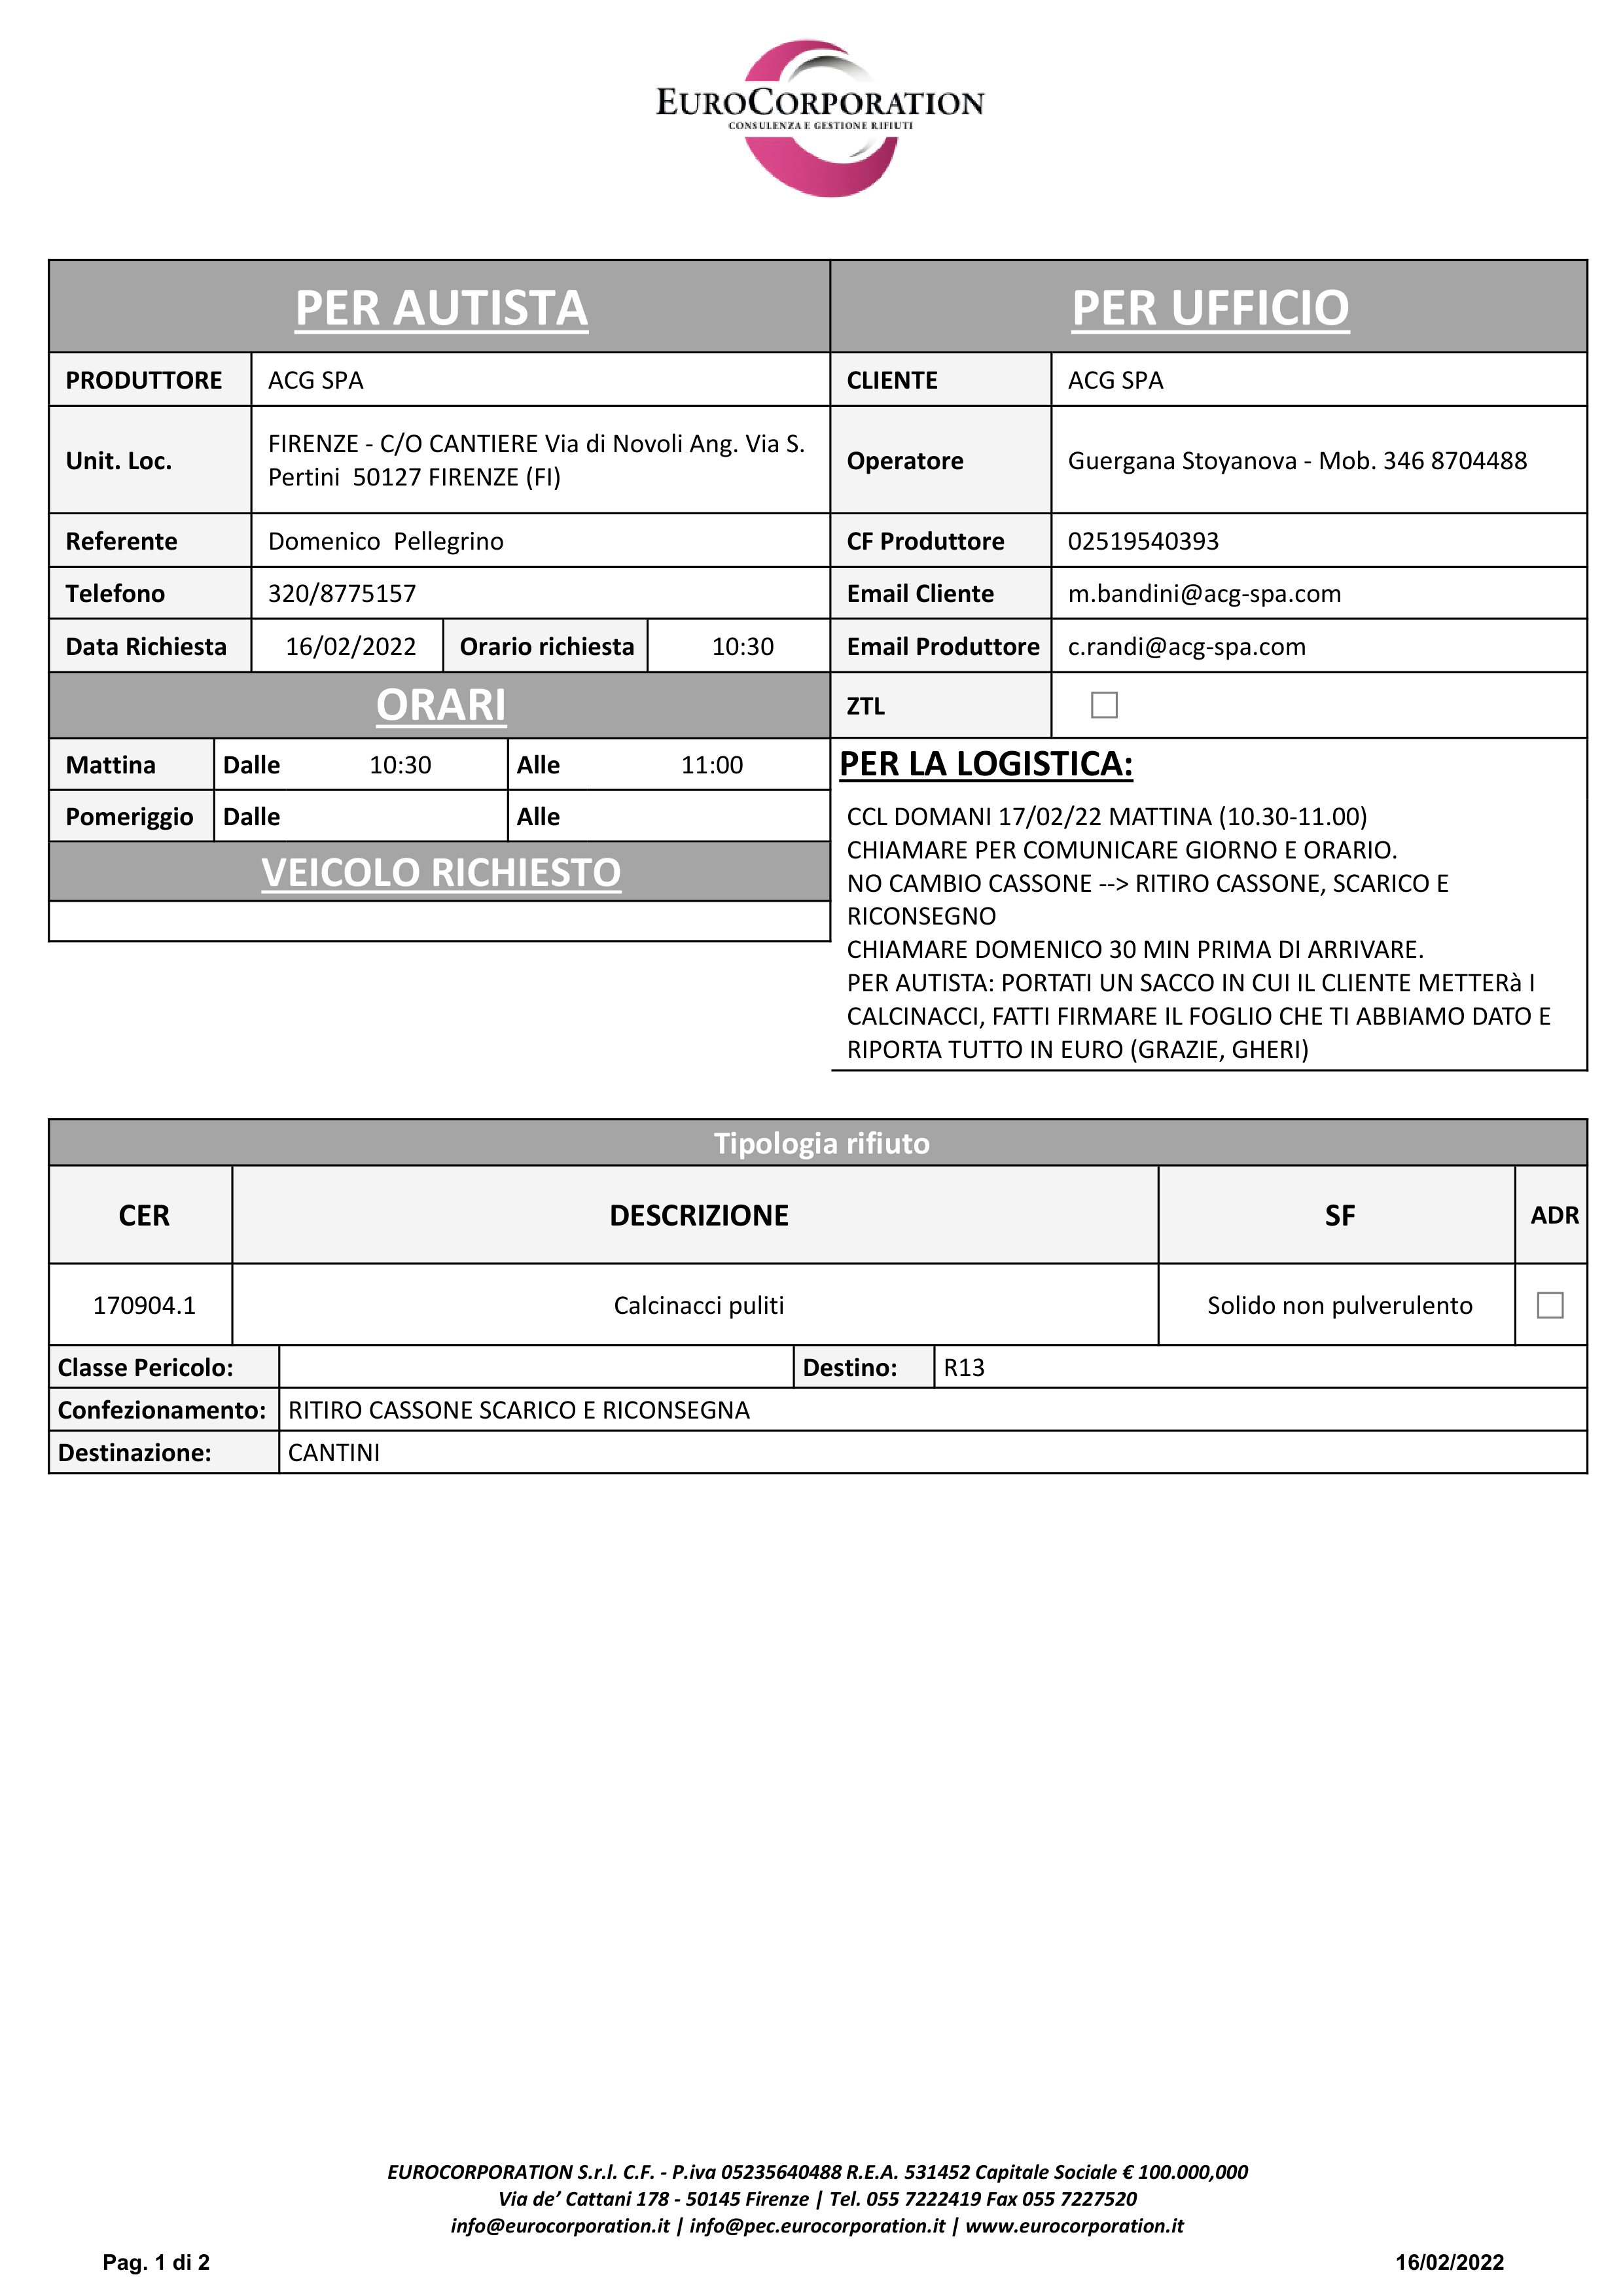 EUROCORPORATION
CONSULENZA E GESTIONE RIFIUTI
PER AUTISTA
PRODUTTORE ACG SPA
Unit. Loc. FIRENZE - C/O CANTIERE Via di Novoli Ang. Via S.
Pertini  50127 FIRENZE (FI)
Referente Domenico  Pellegrino
Telefono 320/8775157
Data Richiesta 16/02/2022 Orario richiesta 10:30
ORARI
Mattina Dalle 10:30 Alle 11:00
Pomeriggio Dalle Alle
VEICOLO RICHIESTO
PER UFFICIO
CLIENTE ACG SPA
Operatore Guergana Stoyanova - Mob. 346 8704488
CF Produttore 02519540393
Email Cliente m.bandini@acg-spa.com
Email Produttore c.randi@acg-spa.com
ZTL
PER LA LOGISTICA:
CCL DOMANI 17/02/22 MATTINA (10.30-11.00)
CHIAMARE PER COMUNICARE GIORNO E ORARIO.
NO CAMBIO CASSONE --> RITIRO CASSONE, SCARICO E
RICONSEGNO
CHIAMARE DOMENICO 30 MIN PRIMA DI ARRIVARE.
PER AUTISTA: PORTATI UN SACCO IN CUI IL CLIENTE METTERà I
CALCINACCI, FATTI FIRMARE IL FOGLIO CHE TI ABBIAMO DATO E
RIPORTA TUTTO IN EURO (GRAZIE, GHERI)
Tipologia rifiuto
CER DESCRIZIONE SF ADR
170904.1 Calcinacci puliti Solido non pulverulento
Classe Pericolo: Destino: R13
Confezionamento: RITIRO CASSONE SCARICO E RICONSEGNA
Destinazione: CANTINI
EUROCORPORATION S.r.l. C.F. - P.iva 05235640488 R.E.A. 531452 Capitale Sociale € 100.000,000
Via de’ Cattani 178 - 50145 Firenze | Tel. 055 7222419 Fax 055 7227520
info@eurocorporation.it | info@pec.eurocorporation.it | www.eurocorporation.it
Pag. 1 di 2 16/02/2022